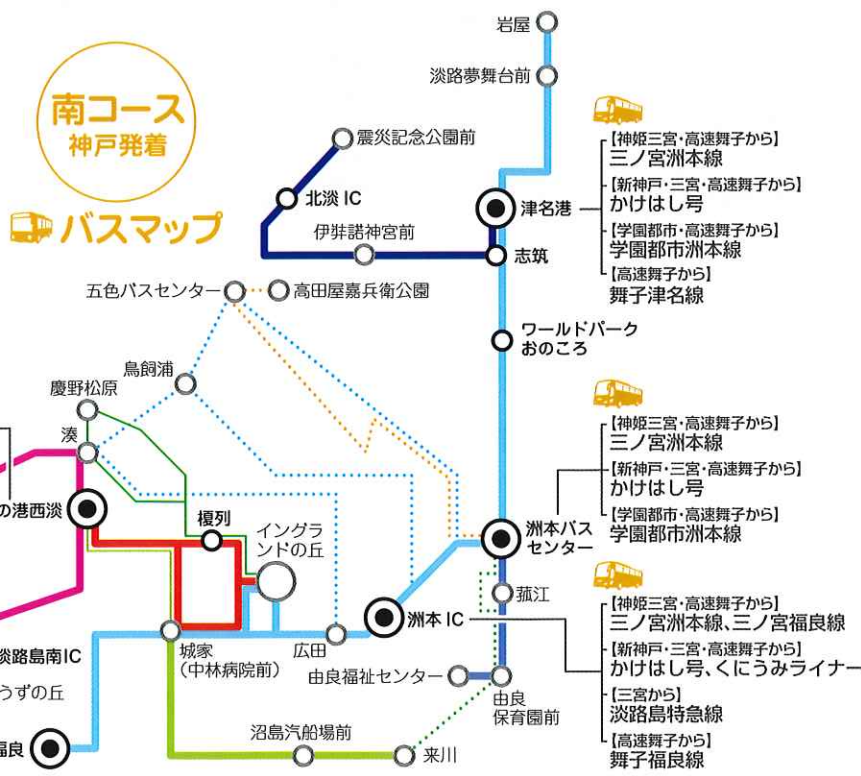 南コース
神戸発着
バスマップ
岩屋
淡路夢舞台前
震災記念公園前
北淡 IC
伊弉諾神宮前
津名港
志筑
【神姫三宮・高速舞子から】
三ノ宮洲本線
【新神戸・三宮・高速舞子から】
かけはし号
【学園都市・高速舞子から】
学園都市洲本線
【高速舞子から】
舞子津名線
五色バスセンター
高田屋嘉兵衛公園
ワールドパーク
おのころ
鳥飼浦
慶野松原
湊
の港西淡
榎列
イングラ
ンドの丘
洲本バス
センター
【神姫三宮・高速舞子から】
三ノ宮洲本線
【新神戸・三宮・高速舞子から】
かけはし号
【学園都市・高速舞子から】
学園都市洲本線
菰江
洲本 IC
【神姫三宮・高速舞子から】
三ノ宮洲本線、三ノ宮福良線
【新神戸・三宮・高速舞子から】
かけはし号、くにうみライナー
【三宮から】
淡路島特急線
【高速舞子から】
舞子福良線
淡路島南IC
うずの丘
福良
城家
（中林病院前）
広田
由良福祉センター
由良
保育園前
沼島汽船場前
来川